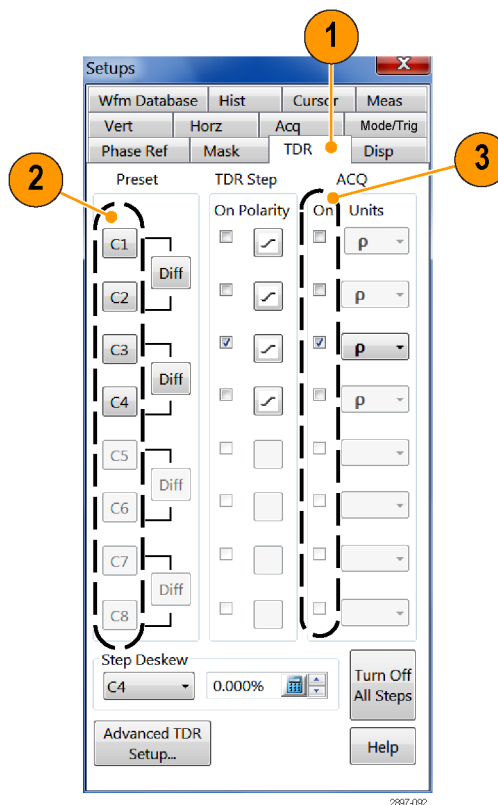 1
Setups
X
Wfm Database Hist Cursor Meas
Vert Horz Acq Mode/Trig
Phase Ref Mask TDR Disp
3
2
Preset TDR Step ACQ
On Polarity On Units
C1
Diff
ρ
C2
ρ
C3
Diff
ρ
C4
ρ
C5
Diff
C6
C7
Diff
C8
Step Deskew
C4 0.000%
Turn Off
All Steps
Advanced TDR
Setup...
Help
2897-092